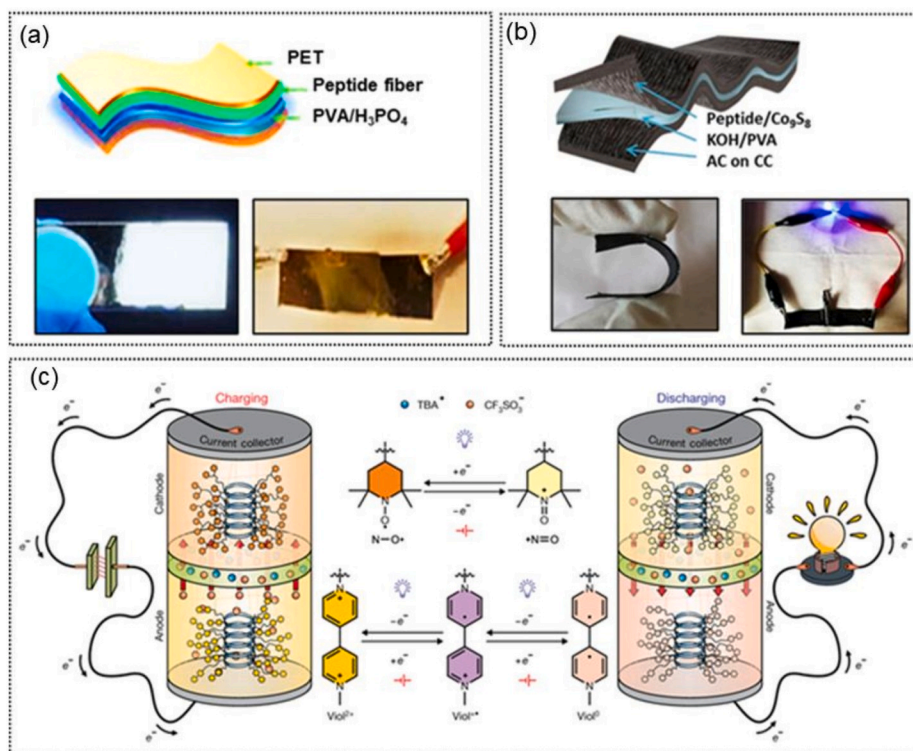 (a)
PET
Peptide fiber
PVA/H₃PO₄
(b)
Peptide/Co₉S₈
KOH/PVA
AC on CC
(c)
Charging
e⁻
e⁻
e⁻
e⁻
e⁻
e⁻
Current collector
Cathode
Anode
TBA⁺
CF₃SO₃⁻
+e⁻
−e⁻
N
O
N—O•
N
O
•N=O
−e⁻
+e⁻
−e⁻
+e⁻
N
N
N
N
N
N
Viol²⁺
Viol⁺•
Viol⁰
Discharging
Current collector
Cathode
Anode
e⁻
e⁻
e⁻
e⁻
e⁻
e⁻